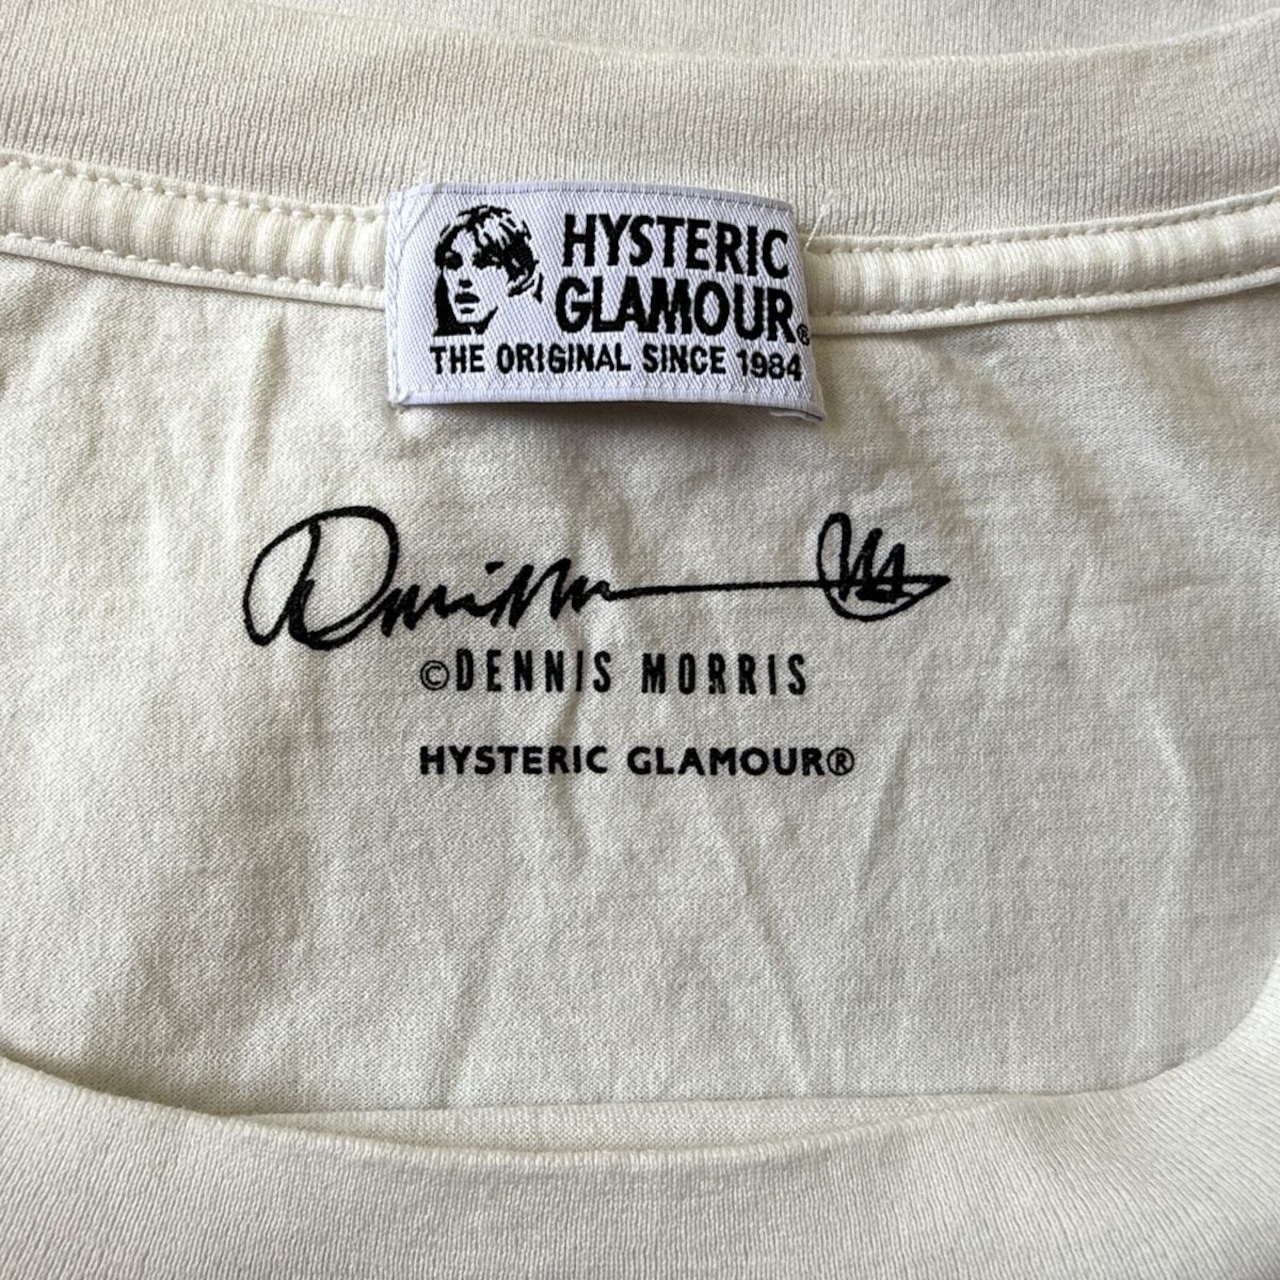 HYSTERIC
GLAMOUR®
THE ORIGINAL SINCE 1984
©DENNIS MORRIS
HYSTERIC GLAMOUR®